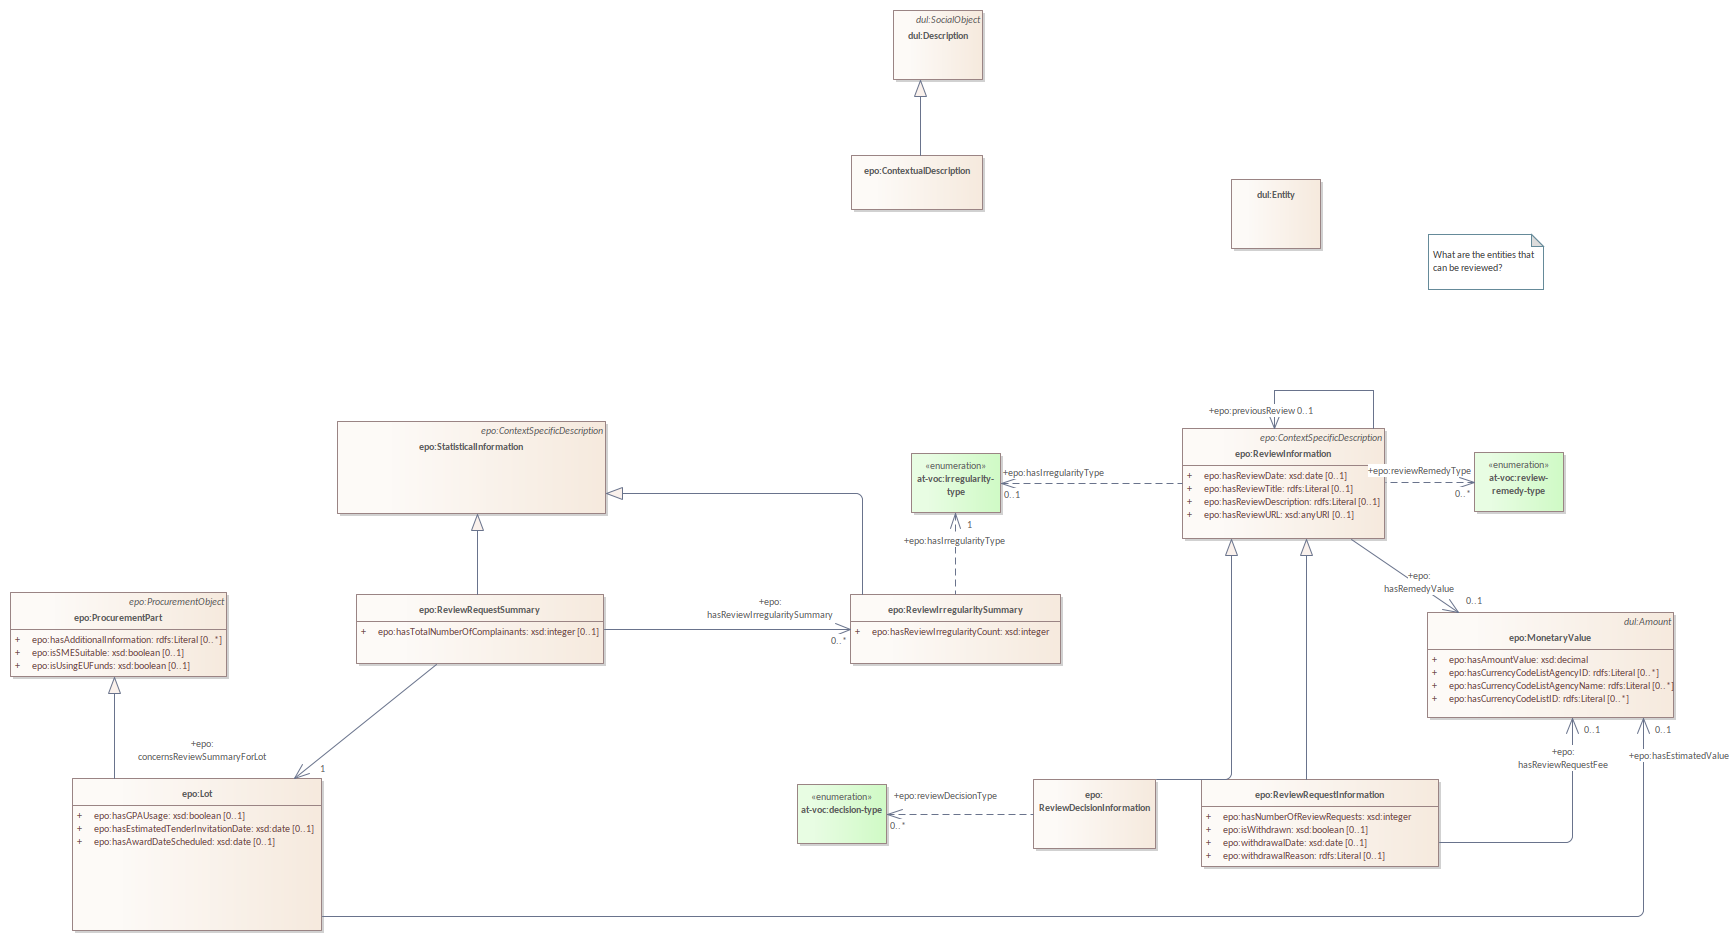 dul:SocialObject
dul:Description
epo:ContextualDescription
dul:Entity
What are the entities that
can be reviewed?
+epo:previousReview 0..1
epo:ContextSpecificDescription
epo:StatisticalInformation
epo:ContextSpecificDescription
epo:ReviewInformation
+ epo:hasReviewDate: xsd:date [0..1]
+ epo:hasReviewTitle: rdfs:Literal [0..1]
+ epo:hasReviewDescription: rdfs:Literal [0..1]
+ epo:hasReviewURL: xsd:anyURI [0..1]
«enumeration»
at-voc:irregularity-
type
+epo:hasIrregularityType
0..1
+epo:reviewRemedyType
0..*
«enumeration»
at-voc:review-
remedy-type
1
+epo:hasIrregularityType
+epo:
hasRemedyValue
0..1
epo:ProcurementObject
epo:ProcurementPart
+ epo:hasAdditionalInformation: rdfs:Literal [0..*]
+ epo:isSMESuitable: xsd:boolean [0..1]
+ epo:isUsingEUFunds: xsd:boolean [0..1]
epo:ReviewRequestSummary
+ epo:hasTotalNumberOfComplainants: xsd:integer [0..1]
+epo:
hasReviewIrregularitySummary
0..*
epo:ReviewIrregularitySummary
+ epo:hasReviewIrregularityCount: xsd:integer
dul:Amount
epo:MonetaryValue
+ epo:hasAmountValue: xsd:decimal
+ epo:hasCurrencyCodeListAgencyID: rdfs:Literal [0..*]
+ epo:hasCurrencyCodeListAgencyName: rdfs:Literal [0..*]
+ epo:hasCurrencyCodeListID: rdfs:Literal [0..*]
0..1
0..1
+epo:
hasReviewRequestFee
+epo:hasEstimatedValue
+epo:
concernsReviewSummaryForLot
1
epo:Lot
+ epo:hasGPAUsage: xsd:boolean [0..1]
+ epo:hasEstimatedTenderInvitationDate: xsd:date [0..1]
+ epo:hasAwardDateScheduled: xsd:date [0..1]
«enumeration»
at-voc:decision-type
+epo:reviewDecisionType
0..*
epo:
ReviewDecisionInformation
epo:ReviewRequestInformation
+ epo:hasNumberOfReviewRequests: xsd:integer
+ epo:isWithdrawn: xsd:boolean [0..1]
+ epo:withdrawalDate: xsd:date [0..1]
+ epo:withdrawalReason: rdfs:Literal [0..1]